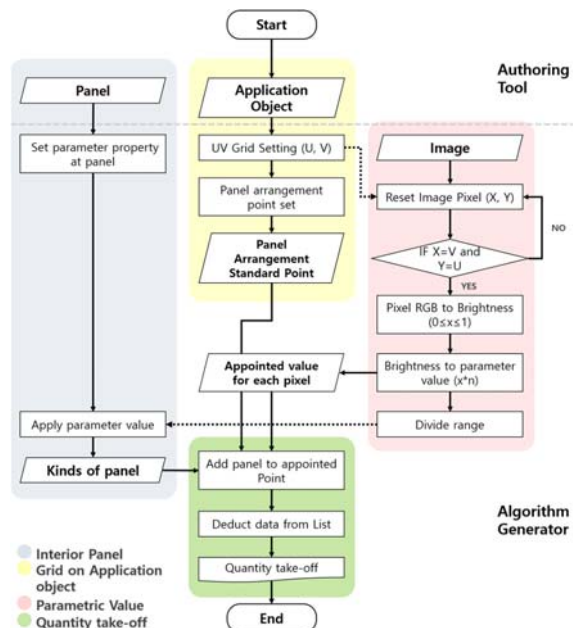 Start
Authoring
Tool
Panel
Application
Object
Set parameter property
at panel
UV Grid Setting (U, V)
Image
Panel arrangement
point set
Reset Image Pixel (X, Y)
NO
Panel
Arrangement
Standard Point
IF X=V and
Y=U
YES
Pixel RGB to Brightness
(0≤x≤1)
Appointed value
for each pixel
Brightness to parameter
value (x*n)
Apply parameter value
Divide range
Kinds of panel
Add panel to appointed
Point
Deduct data from List
Algorithm
Generator
Quantity take-off
End
Interior Panel
Grid on Application
object
Parametric Value
Quantity take-off